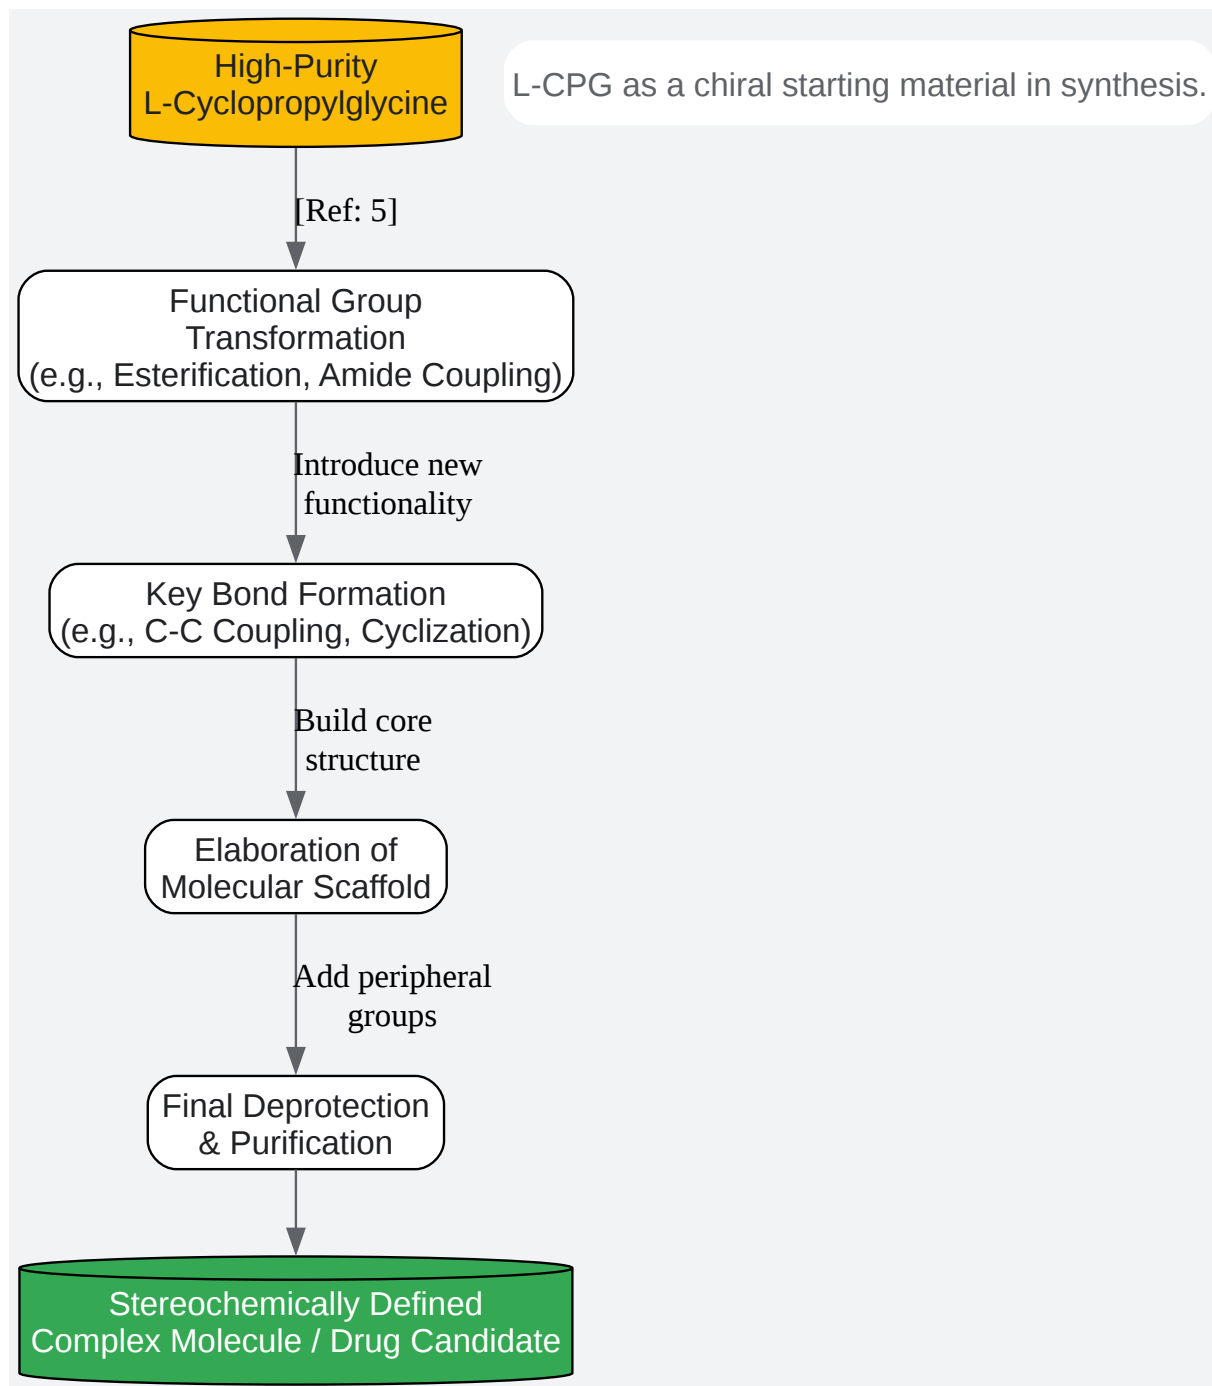 High-Purity
L-Cyclopropylglycine
L-CPG as a chiral starting material in synthesis.
[Ref: 5]
Functional Group
Transformation
(e.g., Esterification, Amide Coupling)
Introduce new
functionality
Key Bond Formation
(e.g., C-C Coupling, Cyclization)
Build core
structure
Elaboration of
Molecular Scaffold
Add peripheral
groups
Final Deprotection
& Purification
Stereochemically Defined
Complex Molecule / Drug Candidate